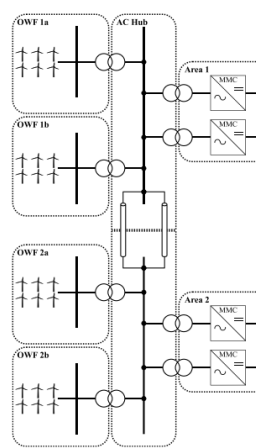 OWF 1a
AC Hub
Area 1
MMC
MMC
OWF 1b
OWF 2a
Area 2
MMC
MMC
OWF 2b